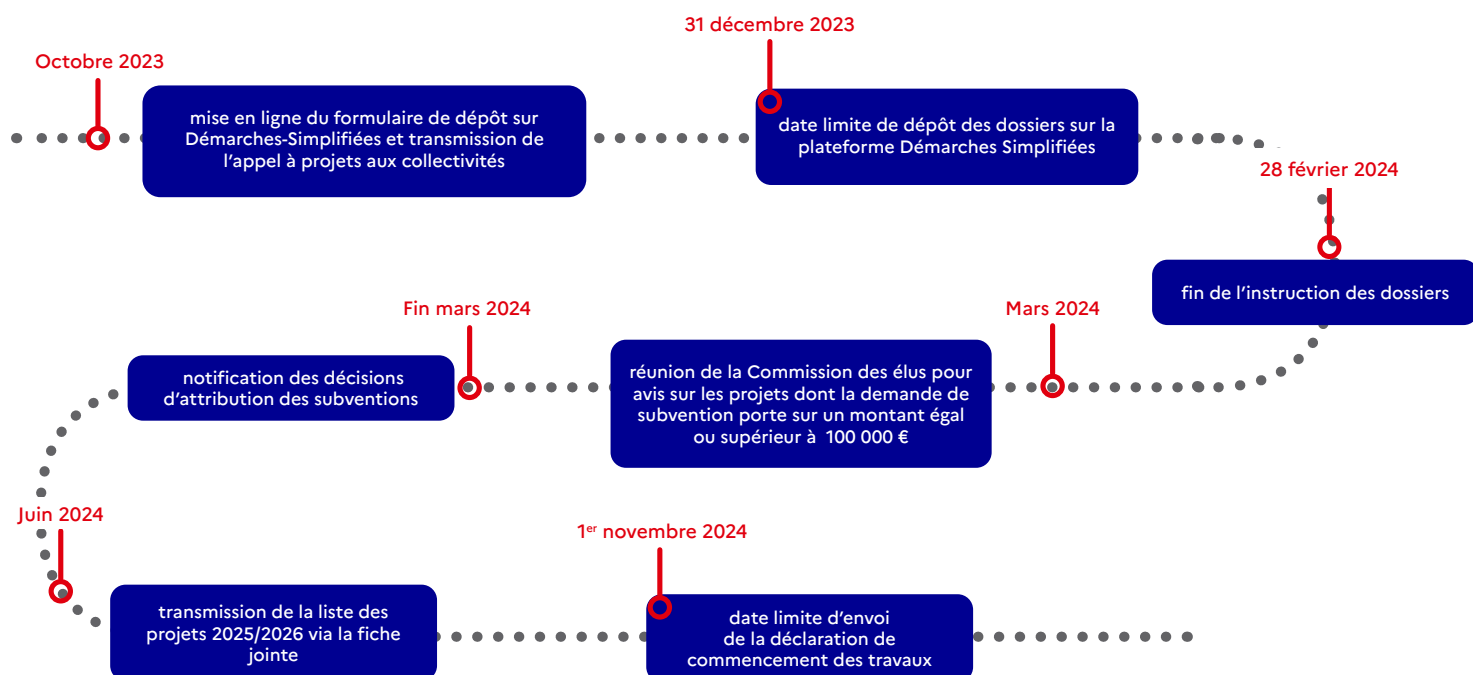 Octobre 2023
mise en ligne du formulaire de dépôt sur
Démarches-Simplifiées et transmission de
l’appel à projets aux collectivités
31 décembre 2023
date limite de dépôt des dossiers sur la
plateforme Démarches Simplifiées
28 février 2024
fin de l’instruction des dossiers
Mars 2024
réunion de la Commission des élus pour
avis sur les projets dont la demande de
subvention porte sur un montant égal
ou supérieur à 100 000 €
Fin mars 2024
notification des décisions
d’attribution des subventions
Juin 2024
transmission de la liste des
projets 2025/2026 via la fiche
jointe
1er novembre 2024
date limite d’envoi
de la déclaration de
commencement des travaux